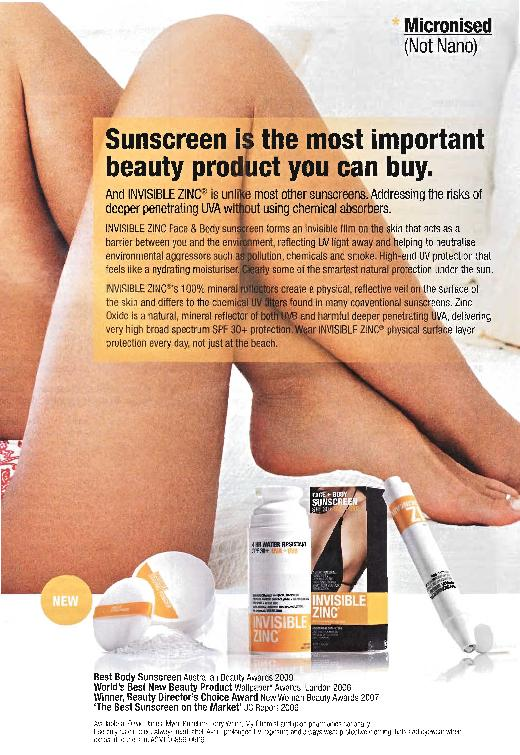 * Micronised
(Not Nano)
Sunscreen is the most important
beauty product you can buy.
And INVISIBLE ZINC® is unlike most other sunscreens. Addressing the risks of
deeper penetrating UVA without using chemical absorbers.
INVISIBLE ZINC Face & Body sunscreen forms an invisible film on the skin that acts as a
barrier between you and the environment, reflecting UV light away and helping to neutralise
environmental aggressors such as pollution, chemicals and smoke. High-end UV protection that
feels like a hydrating moisturiser. Clearly some of the smartest natural protection under the sun.
INVISIBLE ZINC®'s 100% mineral reflectors create a physical, reflective veil on the surface of
the skin and differs to the chemical UV filters found in many conventional sunscreens. Zinc
Oxide is a natural, mineral reflector of both UVB and harmful deeper penetrating UVA, delivering
very high broad spectrum SPF 30+ protection. Wear INVISIBLE ZINC® physical surface layer
protection every day, not just at the beach.
NEW
4 HR WATER RESISTANT
SPF 30+ UVA + UVB
INVISIBLE
ZINC
FACE + BODY
SUNSCREEN
SPF 30+
INVISIBLE
ZINC
Best Body Sunscreen Australian Beauty Awards 2009
World's Best New Beauty Product Wallpaper* Awards, London 2006
Winner, 'Beauty Director's Choice Award' New Woman Beauty Awards 2007
'The Best Sunscreen on the Market' JC Report 2006